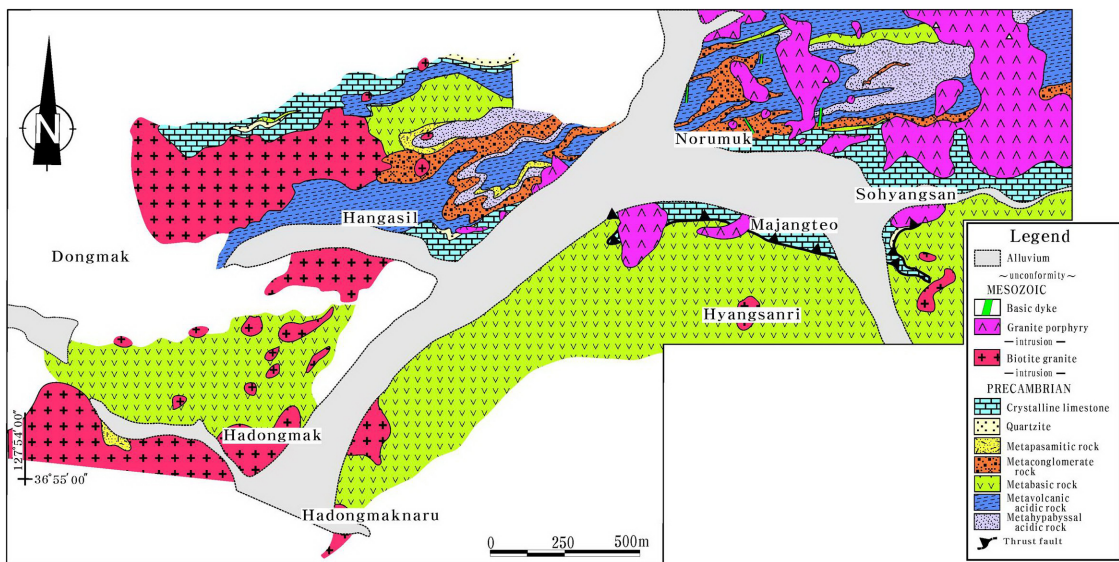 N
Norumuk
Sohyangsan
Hangasil
Majangteo
Dongmak
Hyangsanri
Hadongmak
Hadongmaknaru
127°54′00″
36°55′00″
0 250 500m
Legend
Alluvium
~ unconformity ~
MESOZOIC
Basic dyke
Granite porphyry
— intrusion —
Biotite granite
— intrusion —
PRECAMBRIAN
Crystalline limestone
Quartzite
Metapasamitic rock
Metaconglomerate
rock
Metabasic rock
Metavolcanic
acidic rock
Metahypabyssal
acidic rock
Thrust fault